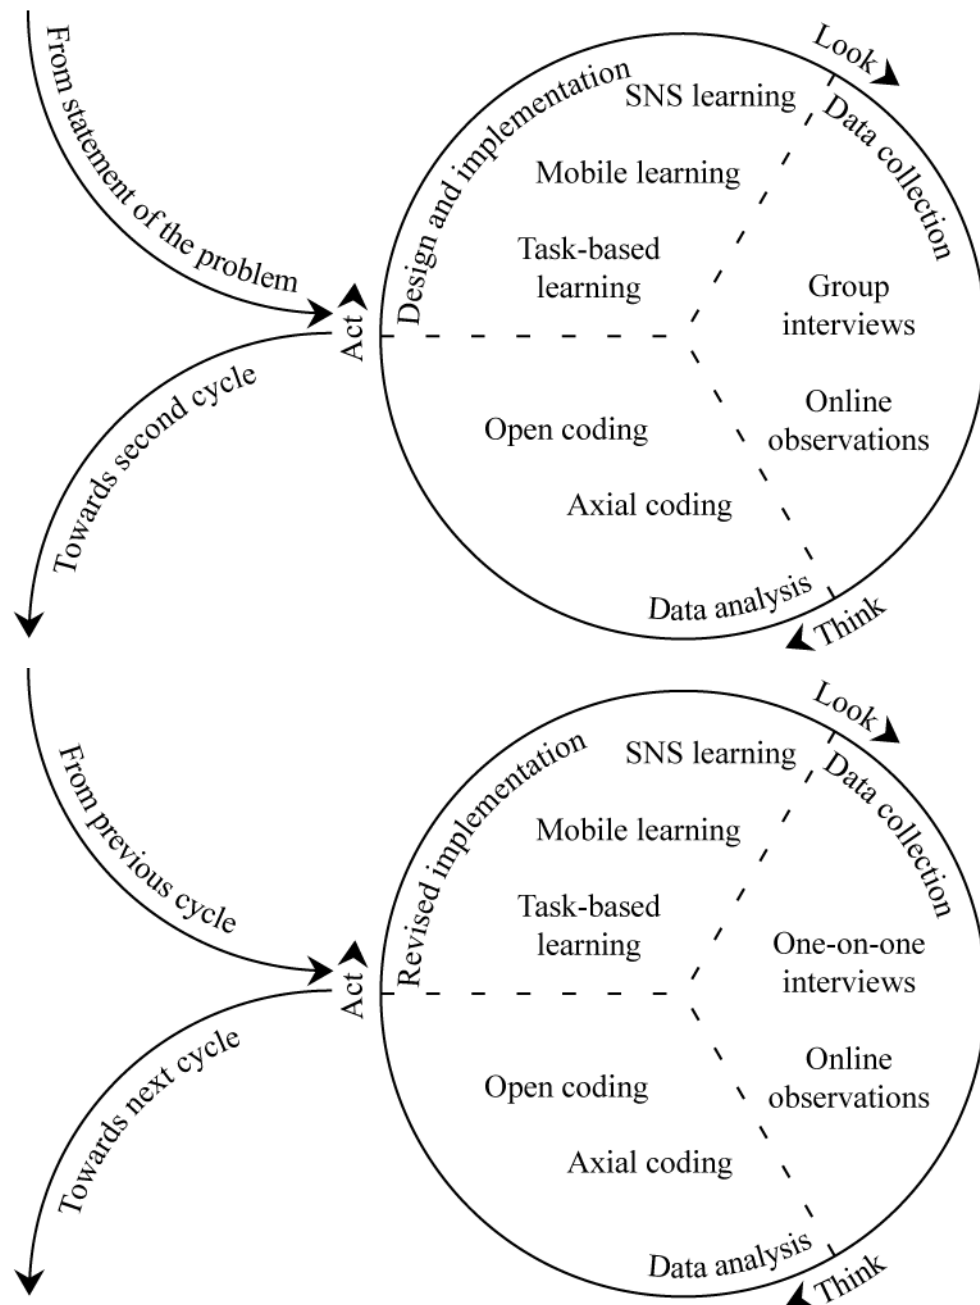 From statement of the problem
Towards second cycle
Act
Design and implementation
SNS learning
Mobile learning
Task-based
learning
Look
Data collection
Group
interviews
Online
observations
Think
Data analysis
Open coding
Axial coding
From previous cycle
Towards next cycle
Act
Revised implementation
SNS learning
Mobile learning
Task-based
learning
Look
Data collection
One-on-one
interviews
Online
observations
Think
Data analysis
Open coding
Axial coding